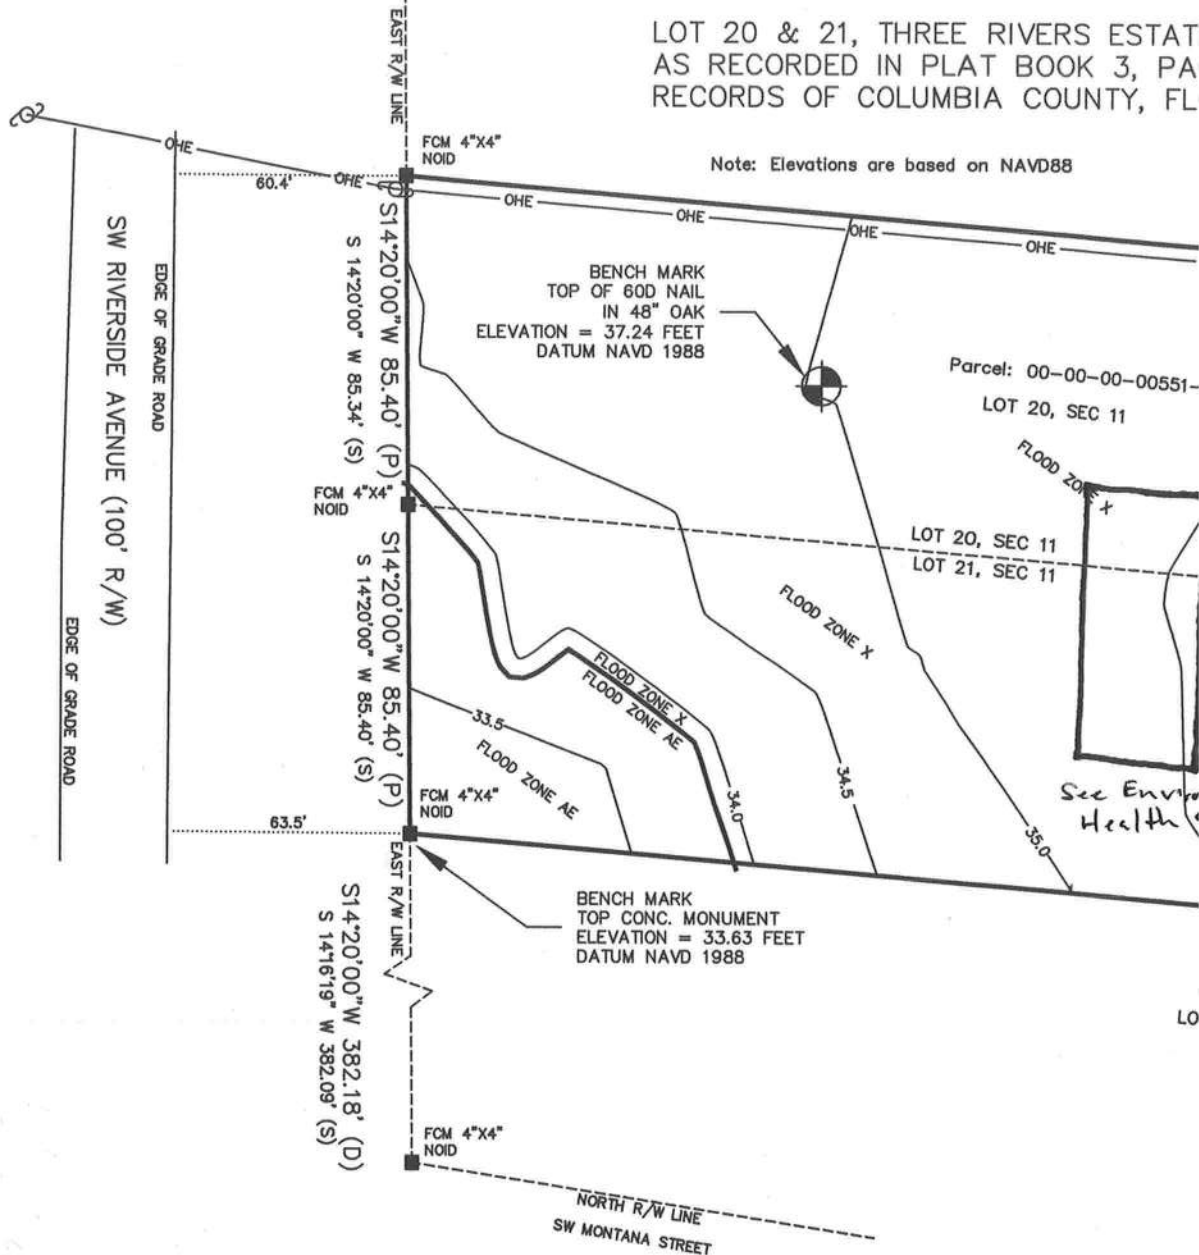 LOT 20 & 21, THREE RIVERS ESTAT
AS RECORDED IN PLAT BOOK 3, PA
RECORDS OF COLUMBIA COUNTY, FL
Note: Elevations are based on NAVD88
EAST R/W LINE
FCM 4"X4"
NOID
OHE
OHE
OHE
OHE
OHE
OHE
60.4'
SW RIVERSIDE AVENUE (100' R/W)
EDGE OF GRADE ROAD
EDGE OF GRADE ROAD
S14°20'00"W 85.40' (P)
S 14°20'00" W 85.34' (S)
BENCH MARK
TOP OF 60D NAIL
IN 48" OAK
ELEVATION = 37.24 FEET
DATUM NAVD 1988
Parcel: 00-00-00-00551-
LOT 20, SEC 11
FLOOD ZONE X
FCM 4"X4"
NOID
LOT 20, SEC 11
LOT 21, SEC 11
S14°20'00"W 85.40' (P)
S 14°20'00" W 85.40' (S)
FLOOD ZONE X
FLOOD ZONE X
FLOOD ZONE AE
33.5
FLOOD ZONE AE
34.0
34.5
35.0
See
Health
FCM 4"X4"
NOID
63.5'
EAST R/W LINE
BENCH MARK
TOP CONC. MONUMENT
ELEVATION = 33.63 FEET
DATUM NAVD 1988
S14°20'00"W 382.18' (D)
S 14°16'19" W 382.09' (S)
LO
FCM 4"X4"
NOID
NORTH R/W LINE
SW MONTANA STREET